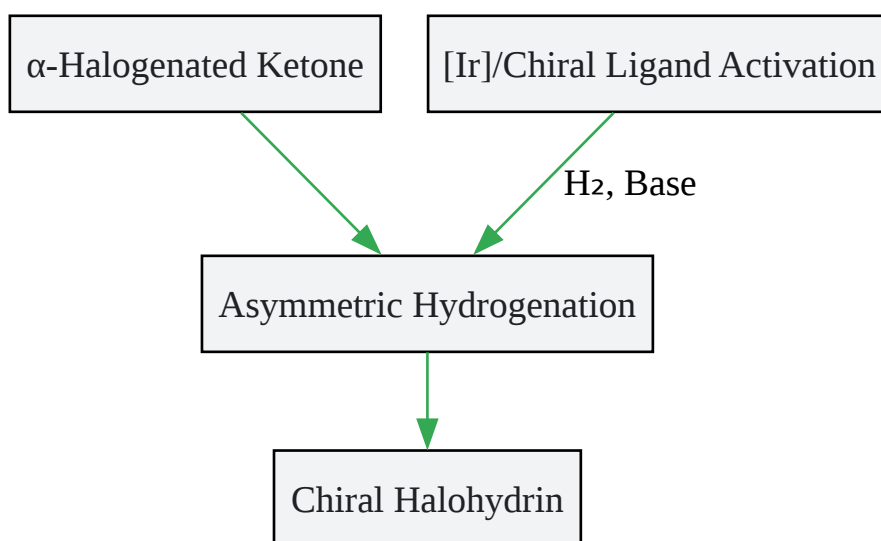 α-Halogenated Ketone
[Ir]/Chiral Ligand Activation
H₂, Base
Asymmetric Hydrogenation
Chiral Halohydrin